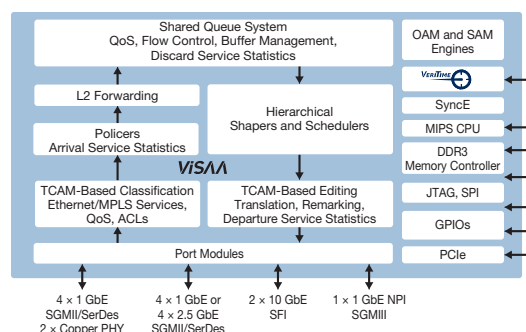 Shared Queue System
QoS, Flow Control, Buffer Management,
Discard Service Statistics
L2 Forwarding
Policers
Arrival Service Statistics
Hierarchical
Shapers and Schedulers
ViSAA
TCAM-Based Classification
Ethernet/MPLS Services,
QoS, ACLs
TCAM-Based Editing
Translation, Remarking,
Departure Service Statistics
Port Modules
OAM and SAM
Engines
VERITIME
SyncE
MIPS CPU
DDR3
Memory Controller
JTAG, SPI
GPIOs
PCIe
4 × 1 GbE
SGMII/SerDes
2 × Copper PHY
4 × 1 GbE or
4 × 2.5 GbE
SGMII/SerDes
2 × 10 GbE
SFI
1 × 1 GbE NPI
SGMIII